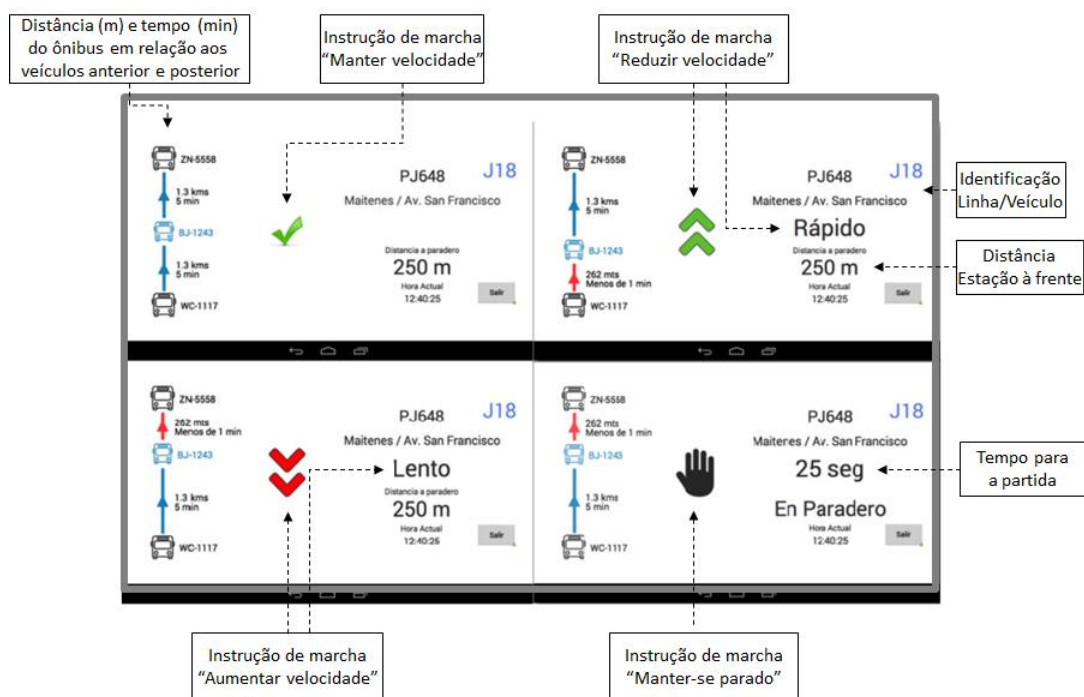 Distância (m) e tempo (min)
do ônibus em relação aos
veículos anterior e posterior
Instrução de marcha
“Manter velocidade”
Instrução de marcha
“Reduzir velocidade”
ZN-5558
1.3 kms
5 min
BJ-1243
1.3 kms
5 min
WC-1117
PJ648
J18
Maitenes / Av. San Francisco
Distancia a paradero
250 m
Hora Actual
12:40:25
Salir
ZN-5558
1.3 kms
5 min
BJ-1243
262 mts
Menos de 1 min
WC-1117
PJ648
J18
Maitenes / Av. San Francisco
Rápido
Distancia a paradero
250 m
Hora Actual
12:40:25
Salir
Identificação
Linha/Veículo
Distância
Estação à frente
ZN-5558
262 mts
Menos de 1 min
BJ-1243
1.3 kms
5 min
WC-1117
PJ648
J18
Maitenes / Av. San Francisco
Lento
Distancia a paradero
250 m
Hora Actual
12:40:25
Salir
ZN-5558
262 mts
Menos de 1 min
BJ-1243
1.3 kms
5 min
WC-1117
PJ648
J18
Maitenes / Av. San Francisco
25 seg
En Paradero
Hora Actual
12:40:25
Salir
Tempo para
a partida
Instrução de marcha
“Aumentar velocidade”
Instrução de marcha
“Manter-se parado”